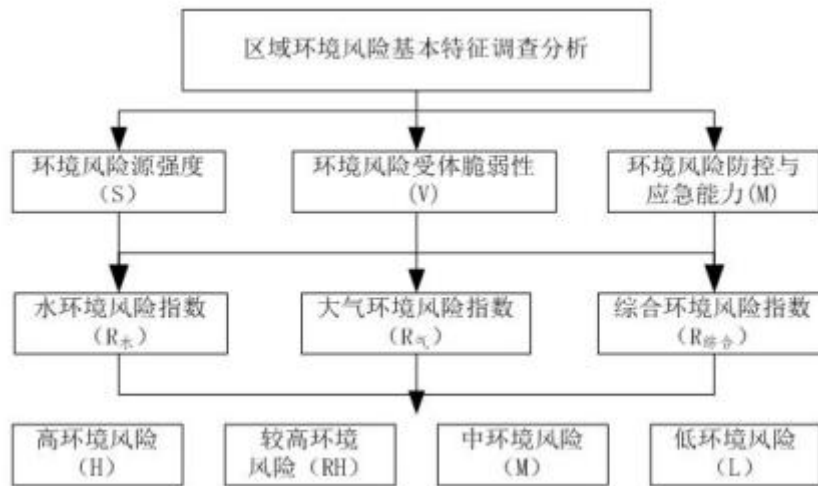 区域环境风险基本特征调查分析
环境风险源强度
（S）
环境风险受体脆弱性
(V)
环境风险防控与
应急能力(M)
水环境风险指数
（R水）
大气环境风险指数
（R气）
综合环境风险指数
（R综合）
高环境风险
（H）
较高环境
风险（RH）
中环境风险
（M）
低环境风险
（L）